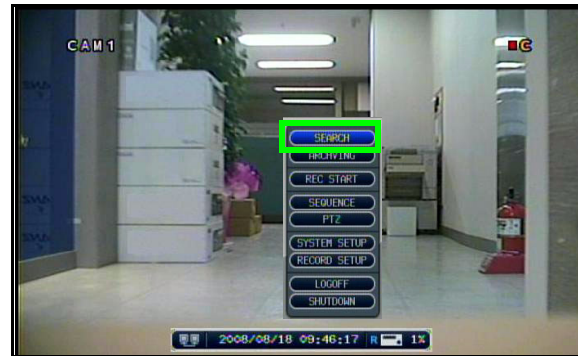 CAM1
C
SEARCH
ARCHVING
REC START
SEQUENCE
PTZ
SYSTEM SETUP
RECORD SETUP
LOGOFF
SHUTDOWN
2008/08/18 09:46:17 R 1%